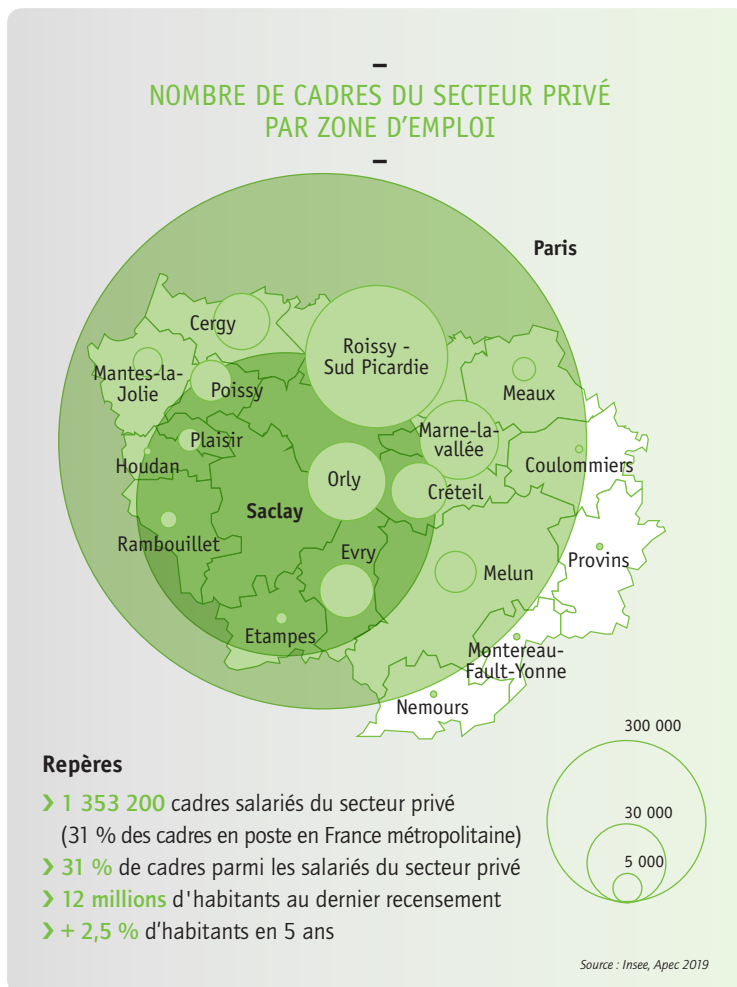 NOMBRE DE CADRES DU SECTEUR PRIVÉ
PAR ZONE D’EMPLOI
Paris
Cergy
Roissy -
Sud Picardie
Mantes-la-
Jolie
Poissy
Meaux
Plaisir
Marne-la-
vallée
Houdan
Coulommiers
Orly
Créteil
Saclay
Rambouillet
Evry
Provins
Melun
Etampes
Montereau-
Fault-Yonne
Nemours
300 000
30 000
5 000
Repères
❯ 1 353 200 cadres salariés du secteur privé
(31 % des cadres en poste en France métropolitaine)
❯ 31 % de cadres parmi les salariés du secteur privé
❯ 12 millions d'habitants au dernier recensement
❯ + 2,5 % d’habitants en 5 ans
Source : Insee, Apec 2019